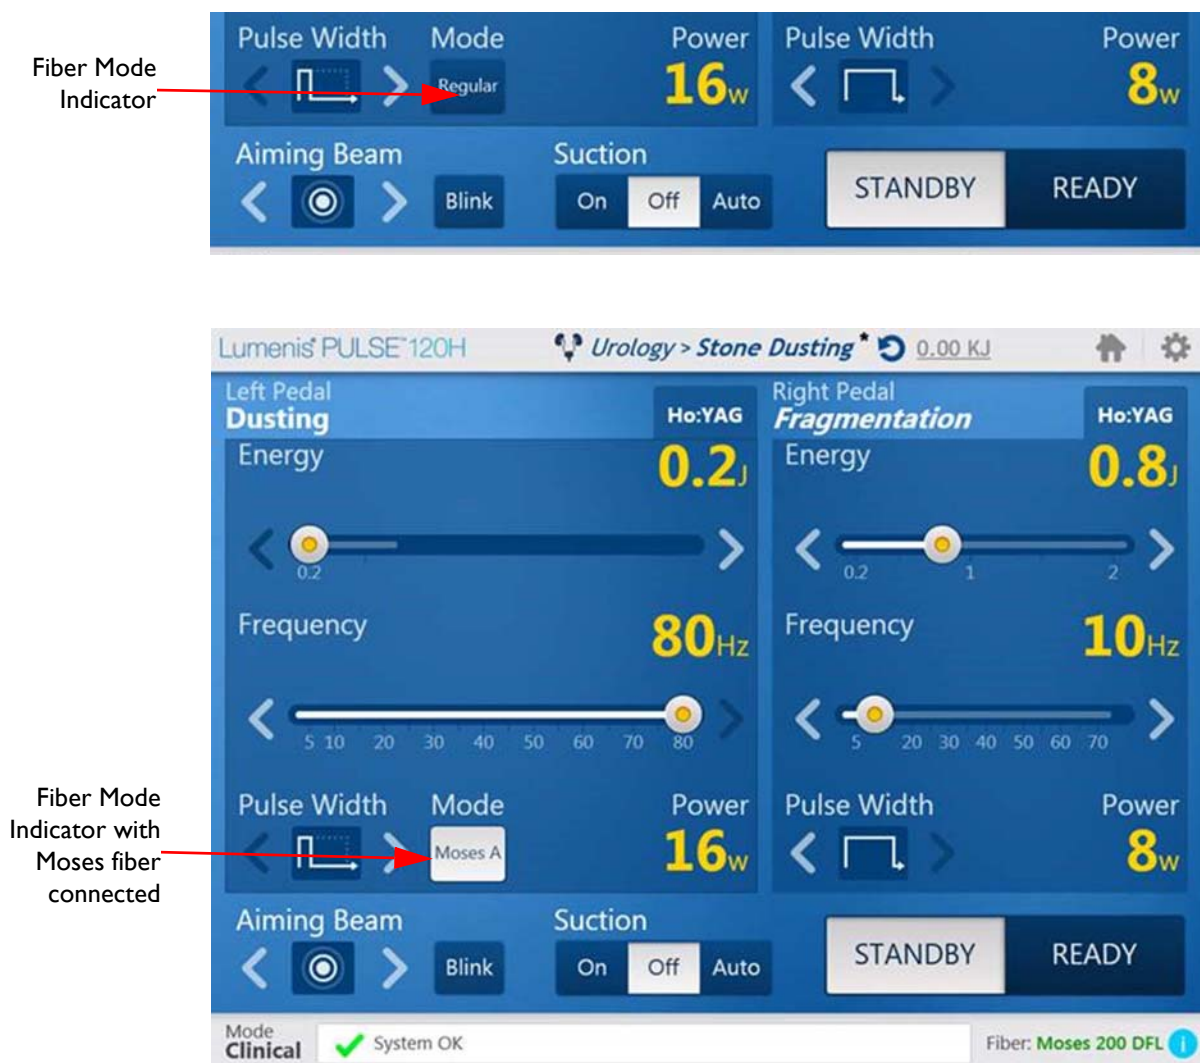 Fiber Mode
Indicator
Pulse Width Mode Power
Regular
16W
Pulse Width Power
8W
Aiming Beam Suction
Blink On Off Auto
STANDBY READY
Lumenis® PULSE™ 120H Urology > Stone Dusting * 0.00 KJ
Left Pedal
Dusting
Ho:YAG
Right Pedal
Fragmentation
Ho:YAG
Energy
0.2J
0.2
Energy
0.8J
0.2 1 2
Frequency
80Hz
5 10 20 30 40 50 60 70 80
Frequency
10Hz
5 20 30 40 50 60 70
Fiber Mode
Indicator with
Moses fiber
connected
Pulse Width Mode Power
Moses A
16W
Pulse Width Power
8W
Aiming Beam Suction
Blink On Off Auto
STANDBY READY
Mode
Clinical
System OK
Fiber: Moses 200 DFL i